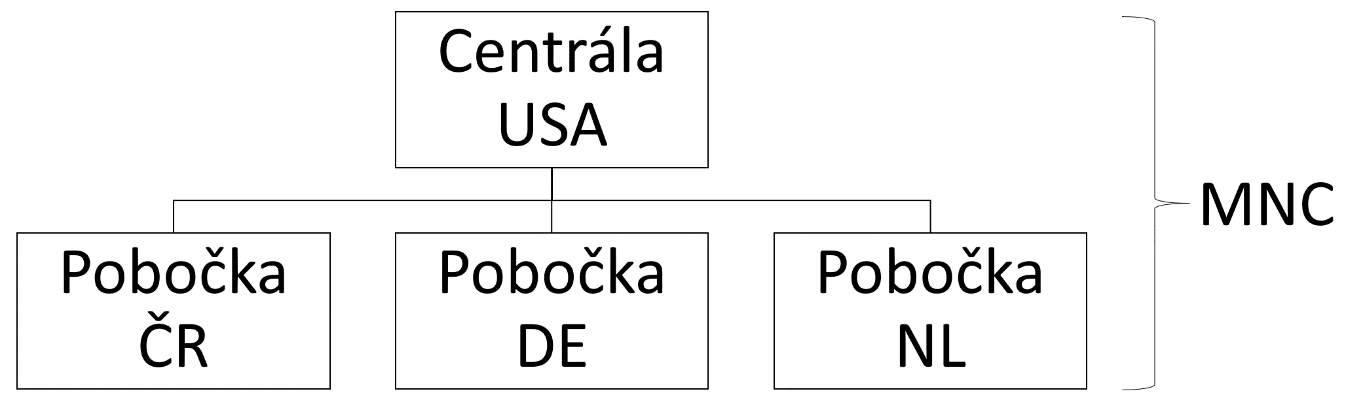 Centrála
USA
MNC
Pobočka
ČR
Pobočka
DE
Pobočka
NL